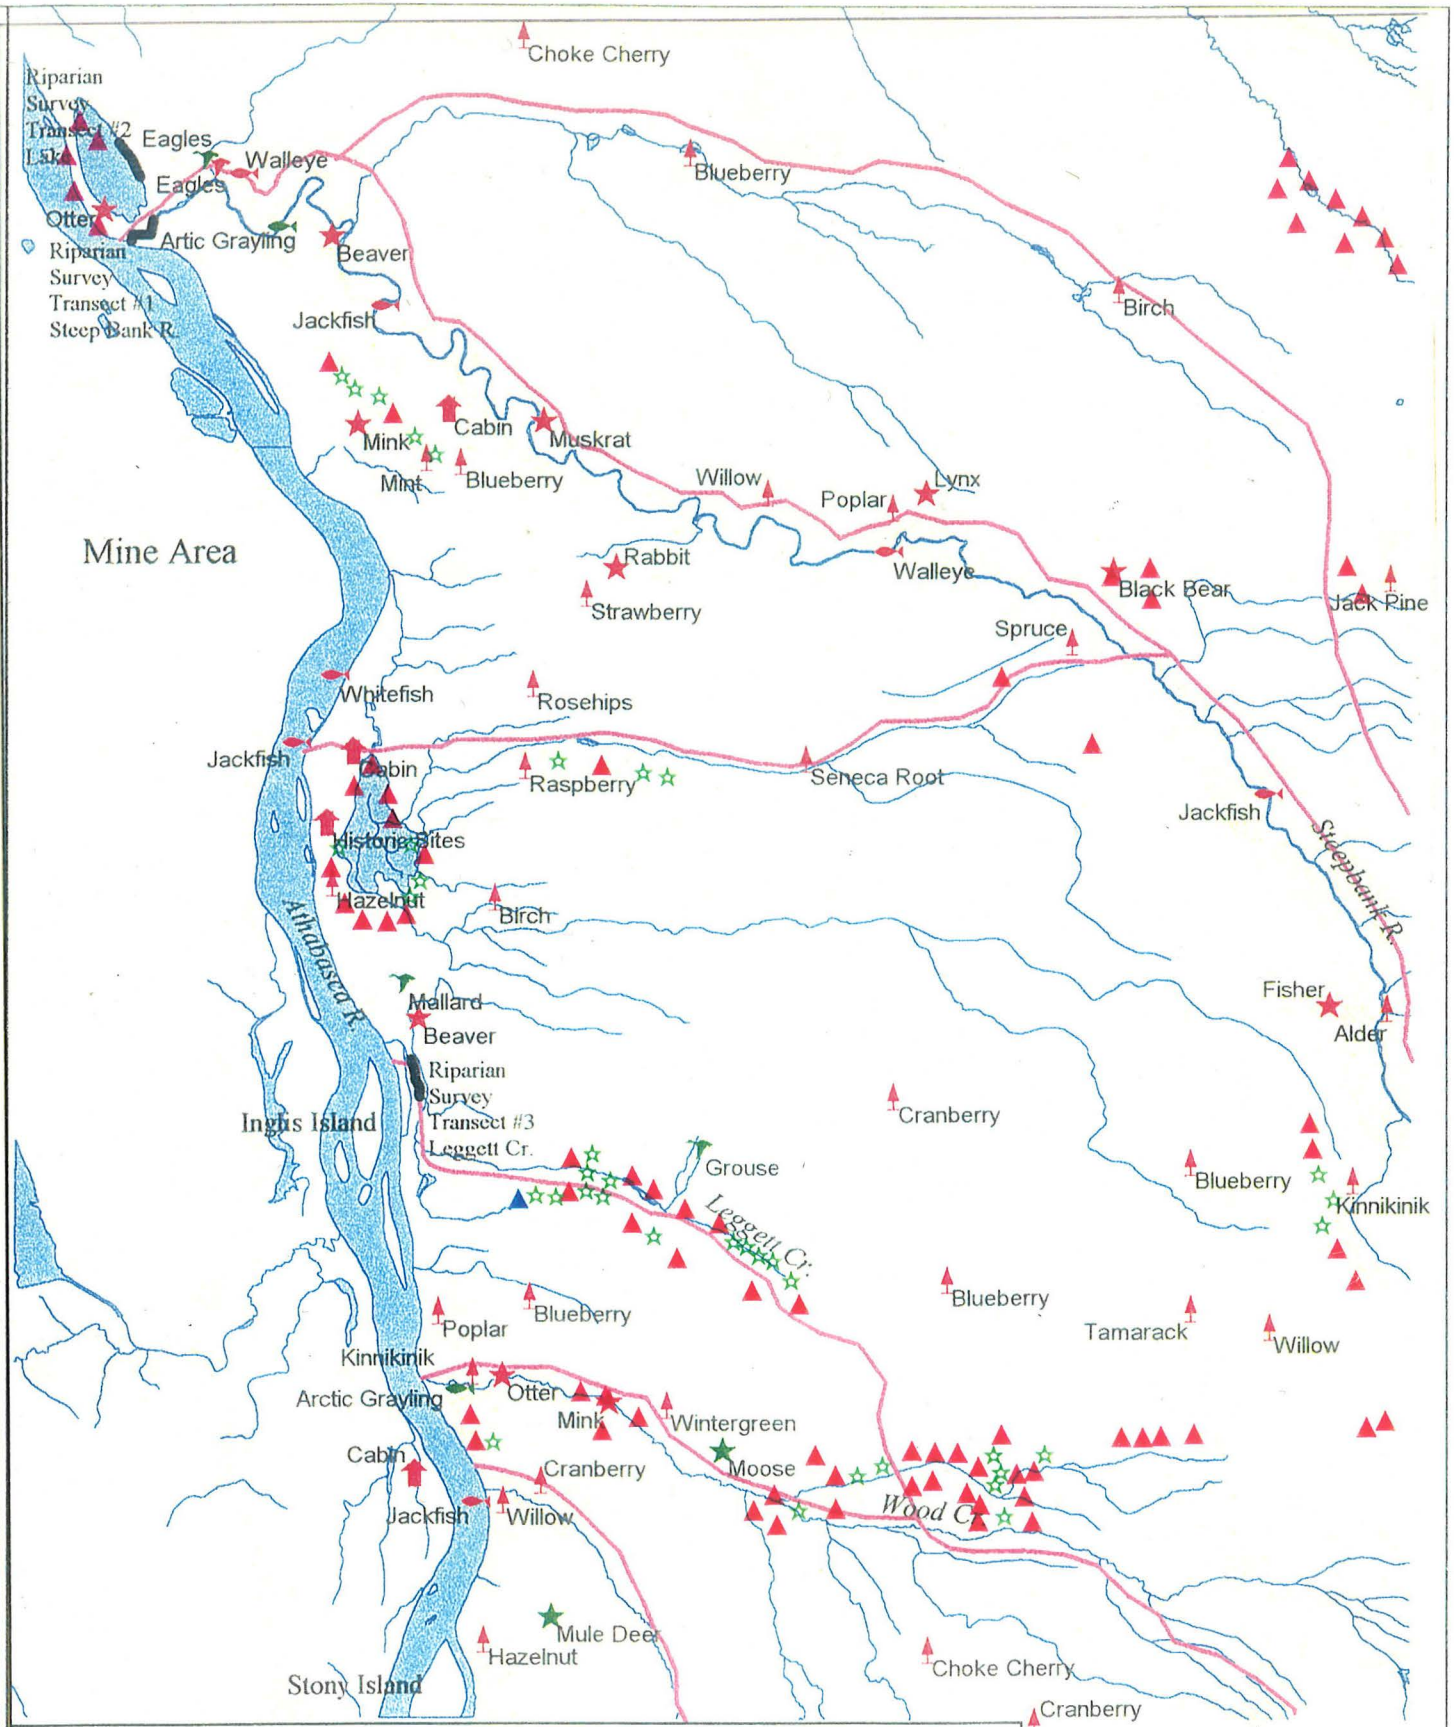 Choke Cherry
Riparian
Survey
Transect #2
Lake
Eagles
Walleye
Eagles
Blueberry
Otter
Artic Grayling
Riparian
Survey
Transect #1
Steep Bank R.
Beaver
Birch
Jackfish
Cabin
Mink
Muskrat
Mint
Blueberry
Willow
Poplar
Lynx
Mine Area
Rabbit
Walleye
Black Bear
Jack Pine
Strawberry
Spruce
Whitefish
Rosehips
Jackfish
Cabin
Raspberry
Seneca Root
Jackfish
Steepbank R.
Historic Sites
Hazelnut
Birch
Athabasca R.
Mallard
Beaver
Fisher
Alder
Riparian
Survey
Transect #3
Leggett Cr.
Inglis Island
Cranberry
Grouse
Blueberry
Kinnikinik
Leggett Cr.
Blueberry
Blueberry
Poplar
Tamarack
Willow
Kinnikinik
Arctic Grayling
Otter
Mink
Wintergreen
Cabin
Cranberry
Moose
Jackfish
Willow
Wood Cr.
Mule Deer
Hazelnut
Choke Cherry
Stony Island
Cranberry